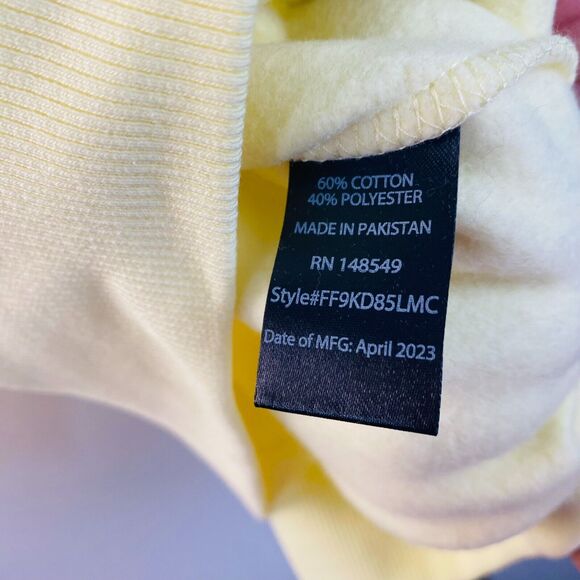 60% COTTON
40% POLYESTER
MADE IN PAKISTAN
RN 148549
Style#FF9KD85LMC
Date of MFG: April 2023